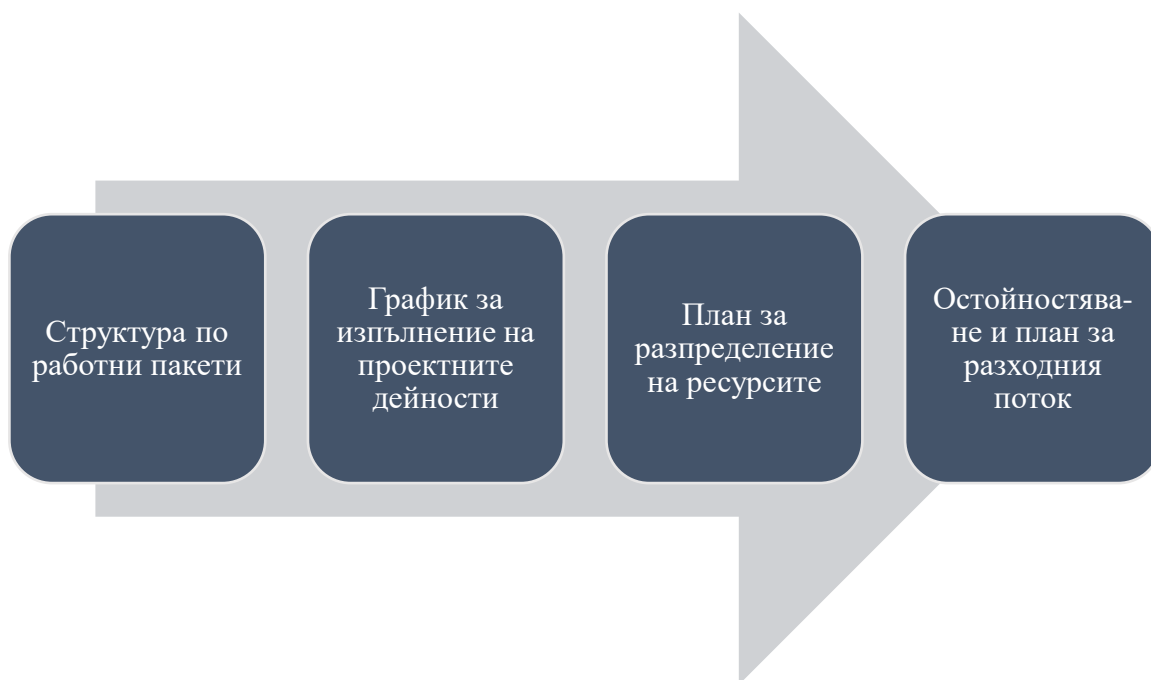 Структура по
работни пакети
График за
изпълнение на
проектните
дейности
План за
разпределение
на ресурсите
Остойностява-
не и план за
разходния
поток